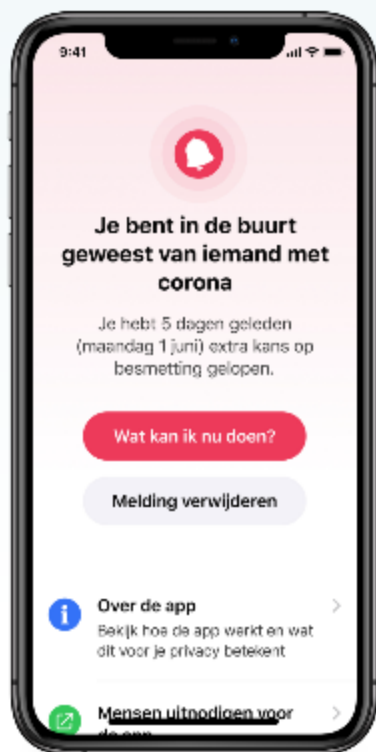 9:41
Je bent in de buurt
geweest van iemand met
corona
Je hebt 5 dagen geleden
(maandag 1 juni) extra kans op
besmetting gelopen.
Wat kan ik nu doen?
Melding verwijderen
Over de app
Bekijk hoe de app werkt en wat
dit voor je privacy betekent
Mensen uitnodigen voor
de app